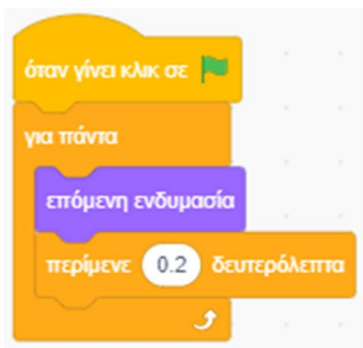 όταν γίνει κλικ σε
για πάντα
επόμενη ενδυμασία
περίμενε 0.2 δευτερόλεπτα